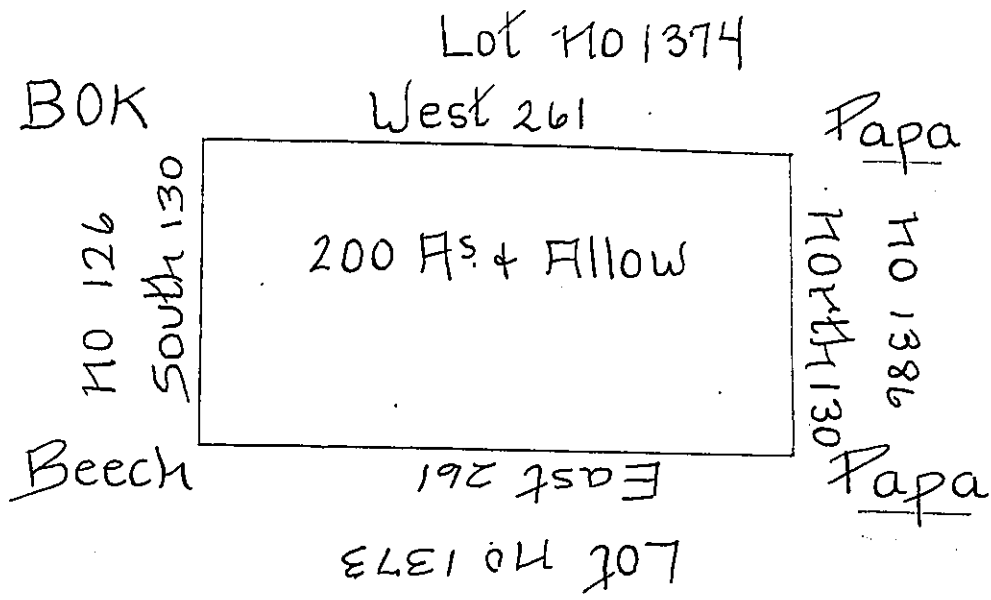 Lot NO 1374
BOK
West 261
Papa
NO 126
South 130
200 As. + Allow
North 130
NO 1386
Beech
East 261
Papa
Lot NO 1373